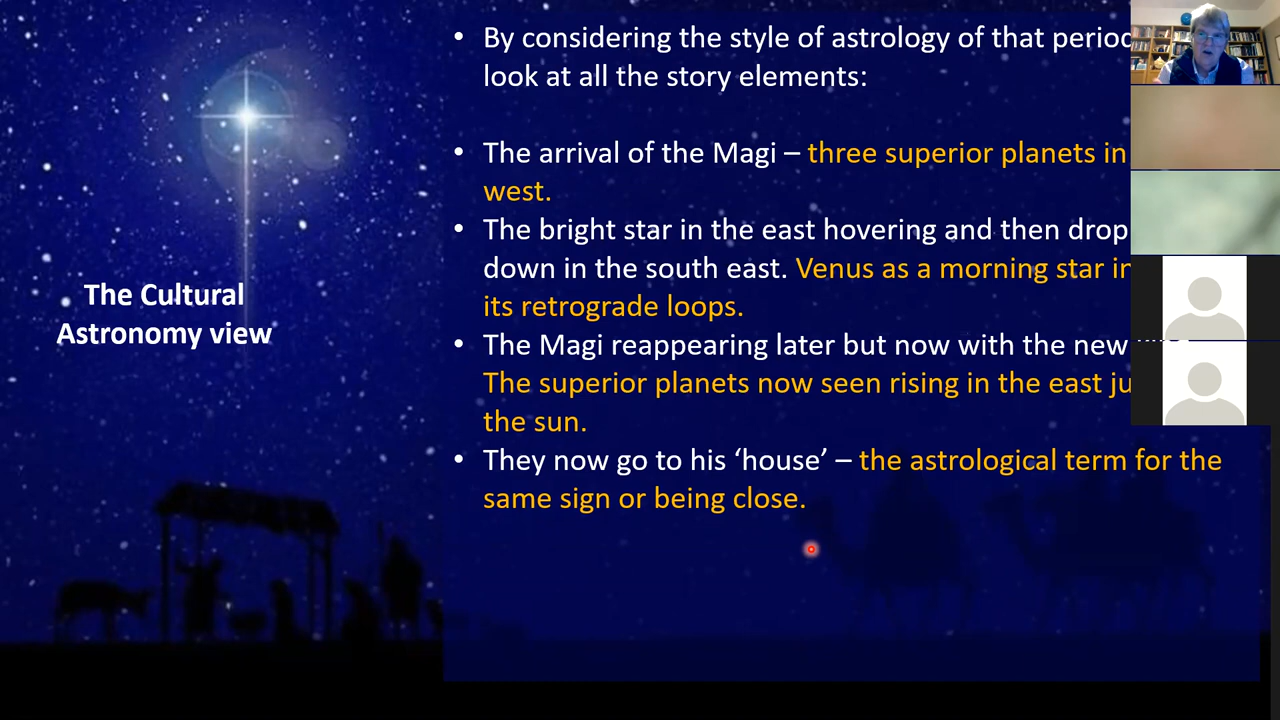 The Cultural
Astronomy view
• By considering the style of astrology of that period
look at all the story elements:
• The arrival of the Magi – three superior planets in
west.
• The bright star in the east hovering and then drop
down in the south east. Venus as a morning star in
its retrograde loops.
• The Magi reappearing later but now with the new
The superior planets now seen rising in the east ju
the sun.
• They now go to his ‘house’ – the astrological term for the
same sign or being close.